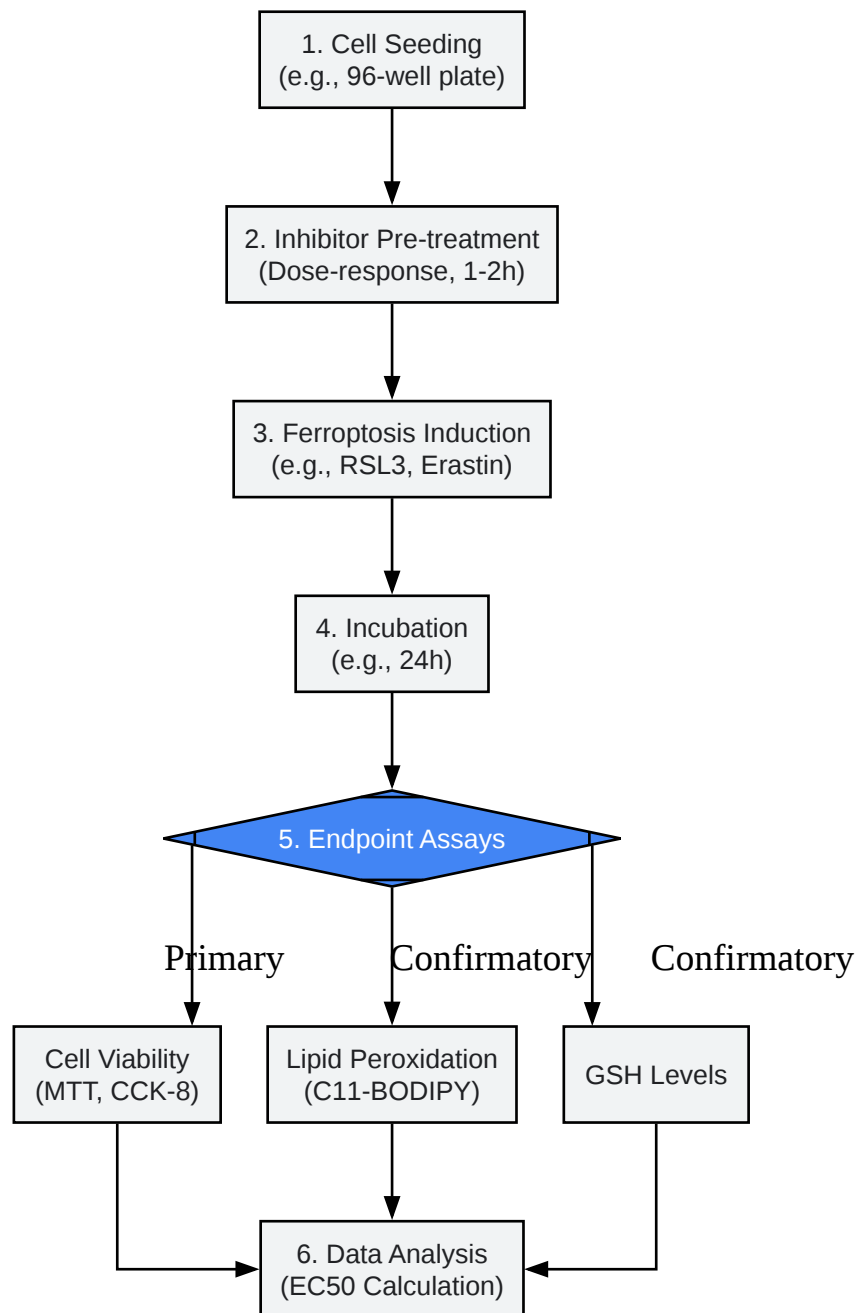 1. Cell Seeding
(e.g., 96-well plate)
2. Inhibitor Pre-treatment
(Dose-response, 1-2h)
3. Ferroptosis Induction
(e.g., RSL3, Erastin)
4. Incubation
(e.g., 24h)
5. Endpoint Assays
Primary
Confirmatory
Confirmatory
Cell Viability
(MTT, CCK-8)
Lipid Peroxidation
(C11-BODIPY)
GSH Levels
6. Data Analysis
(EC50 Calculation)